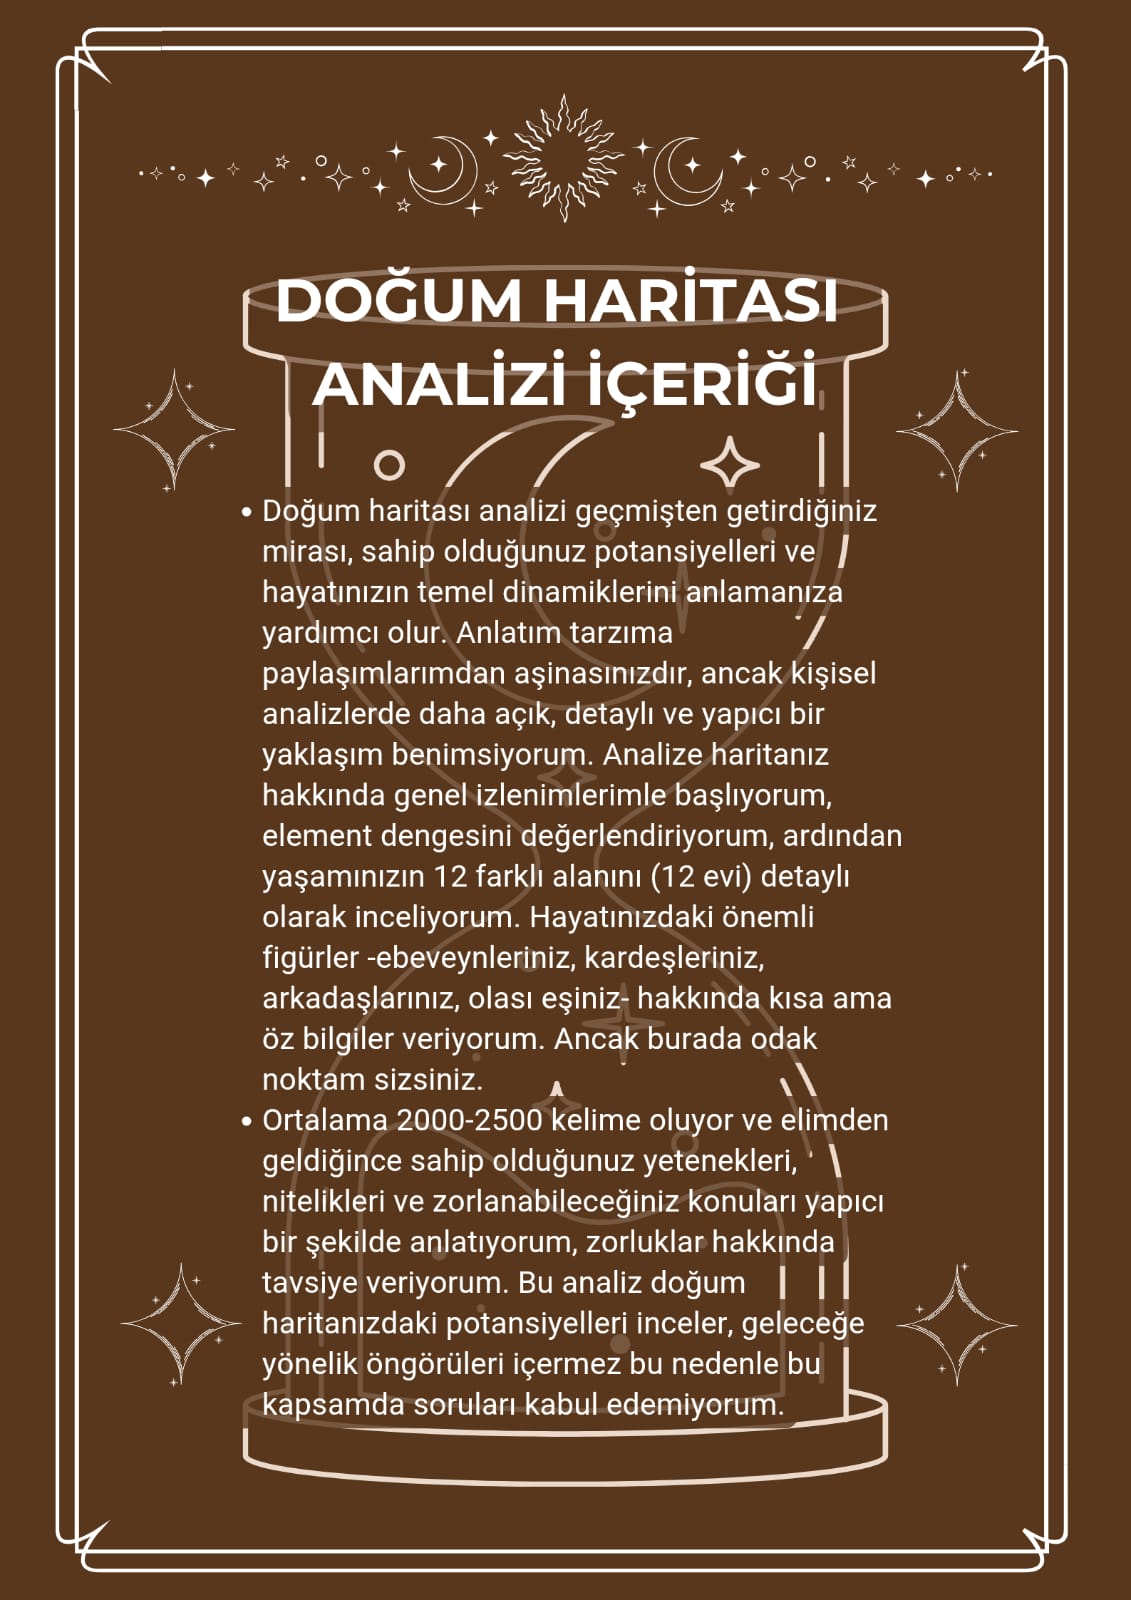 DOĞUM HARİTASI
ANALİZİ İÇERİĞİ
• Doğum haritası analizi geçmişten getirdiğiniz
mirası, sahip olduğunuz potansiyelleri ve
hayatınızın temel dinamiklerini anlamanıza
yardımcı olur. Anlatım tarzıma
paylaşımlarımdan aşinasınızdır, ancak kişisel
analizlerde daha açık, detaylı ve yapıcı bir
yaklaşım benimsiyorum. Analize haritanız
hakkında genel izlenimlerimle başlıyorum,
element dengesini değerlendiriyorum, ardından
yaşamınızın 12 farklı alanını (12 evi) detaylı
olarak inceliyorum. Hayatınızdaki önemli
figürler -ebeveynleriniz, kardeşleriniz,
arkadaşlarınız, olası eşiniz- hakkında kısa ama
öz bilgiler veriyorum. Ancak burada odak
noktam sizsiniz.
• Ortalama 2000-2500 kelime oluyor ve elimden
geldiğince sahip olduğunuz yetenekleri,
nitelikleri ve zorlanabileceğiniz konuları yapıcı
bir şekilde anlatıyorum, zorluklar hakkında
tavsiye veriyorum. Bu analiz doğum
haritanızdaki potansiyelleri inceler, geleceğe
yönelik öngörüleri içermez bu nedenle bu
kapsamda soruları kabul edemiyorum.